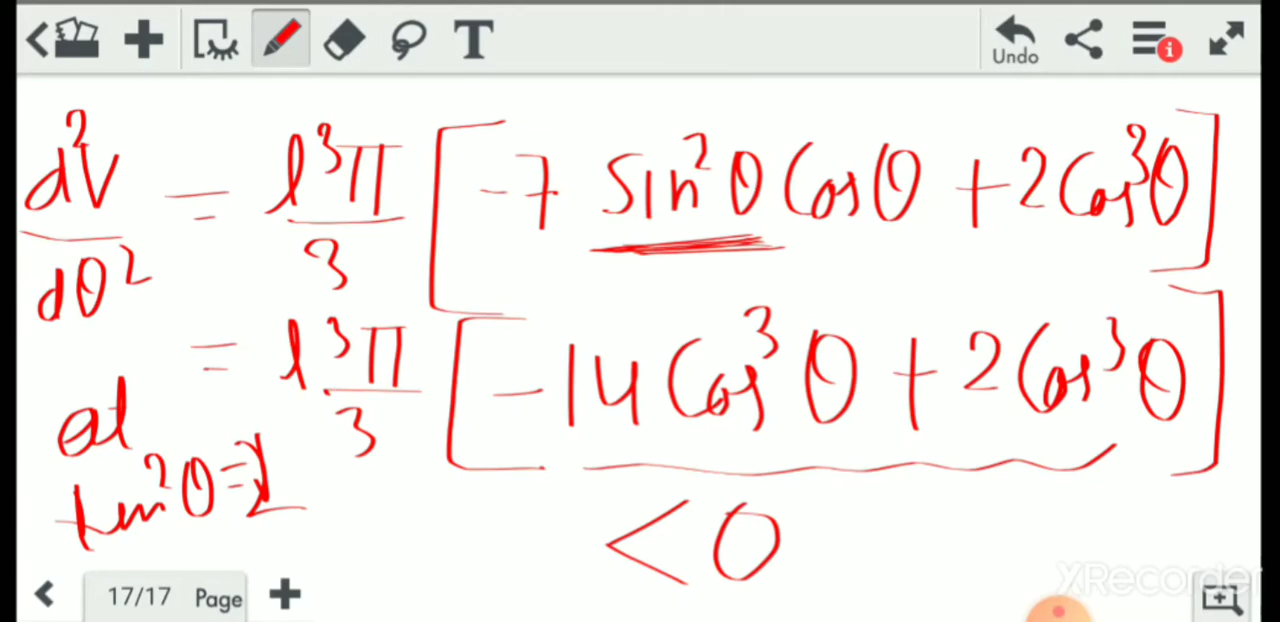 Undo
d²V/dθ² = l³π/3 [-7 sin²θ Cosθ + 2Cos³θ]
= l³π/3 [-14Cos³θ + 2Cos³θ]
at
tan²θ=2
< 0
XRecorder
17/17 Page